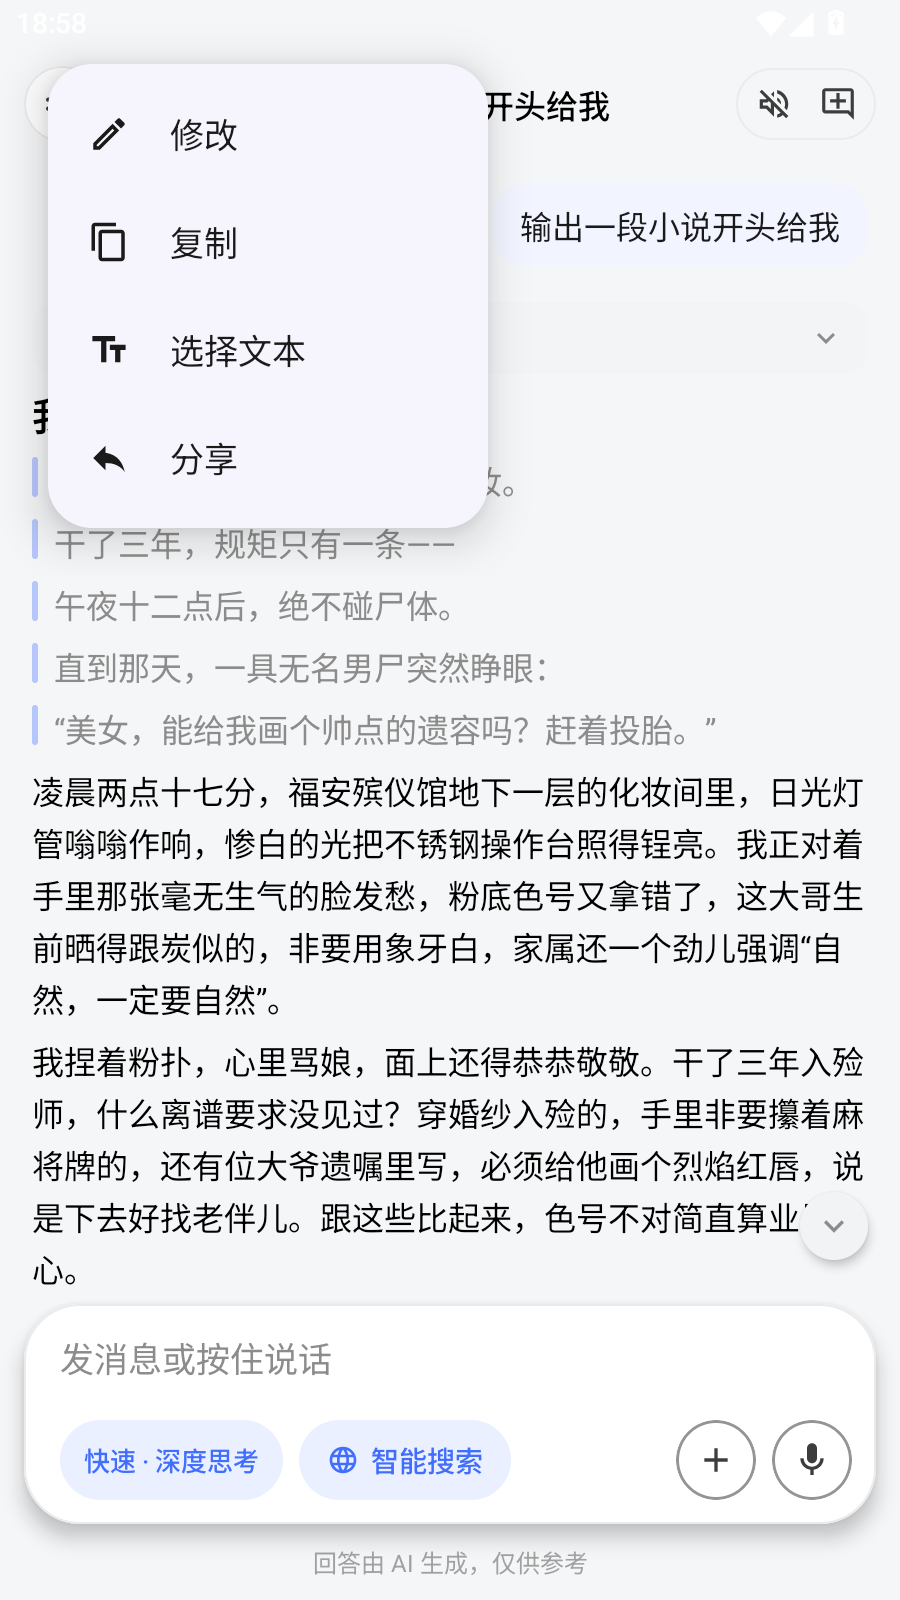 18:58
开头给我
修改
复制
选择文本
分享
输出一段小说开头给我
妆。
干了三年，规矩只有一条——
午夜十二点后，绝不碰尸体。
直到那天，一具无名男尸突然睁眼：
“美女，能给我画个帅点的遗容吗？赶着投胎。”
凌晨两点十七分，福安殡仪馆地下一层的化妆间里，日光灯
管嗡嗡作响，惨白的光把不锈钢操作台照得锃亮。我正对着
手里那张毫无生气的脸发愁，粉底色号又拿错了，这大哥生
前晒得跟炭似的，非要用象牙白，家属还一个劲儿强调“自
然，一定要自然”。
我捏着粉扑，心里骂娘，面上还得恭恭敬敬。干了三年入殓
师，什么离谱要求没见过？穿婚纱入殓的，手里非要攥着麻
将牌的，还有位大爷遗嘱里写，必须给他画个烈焰红唇，说
是下去好找老伴儿。跟这些比起来，色号不对简直算业
心。
发消息或按住说话
快速 · 深度思考
智能搜索
回答由 AI 生成，仅供参考